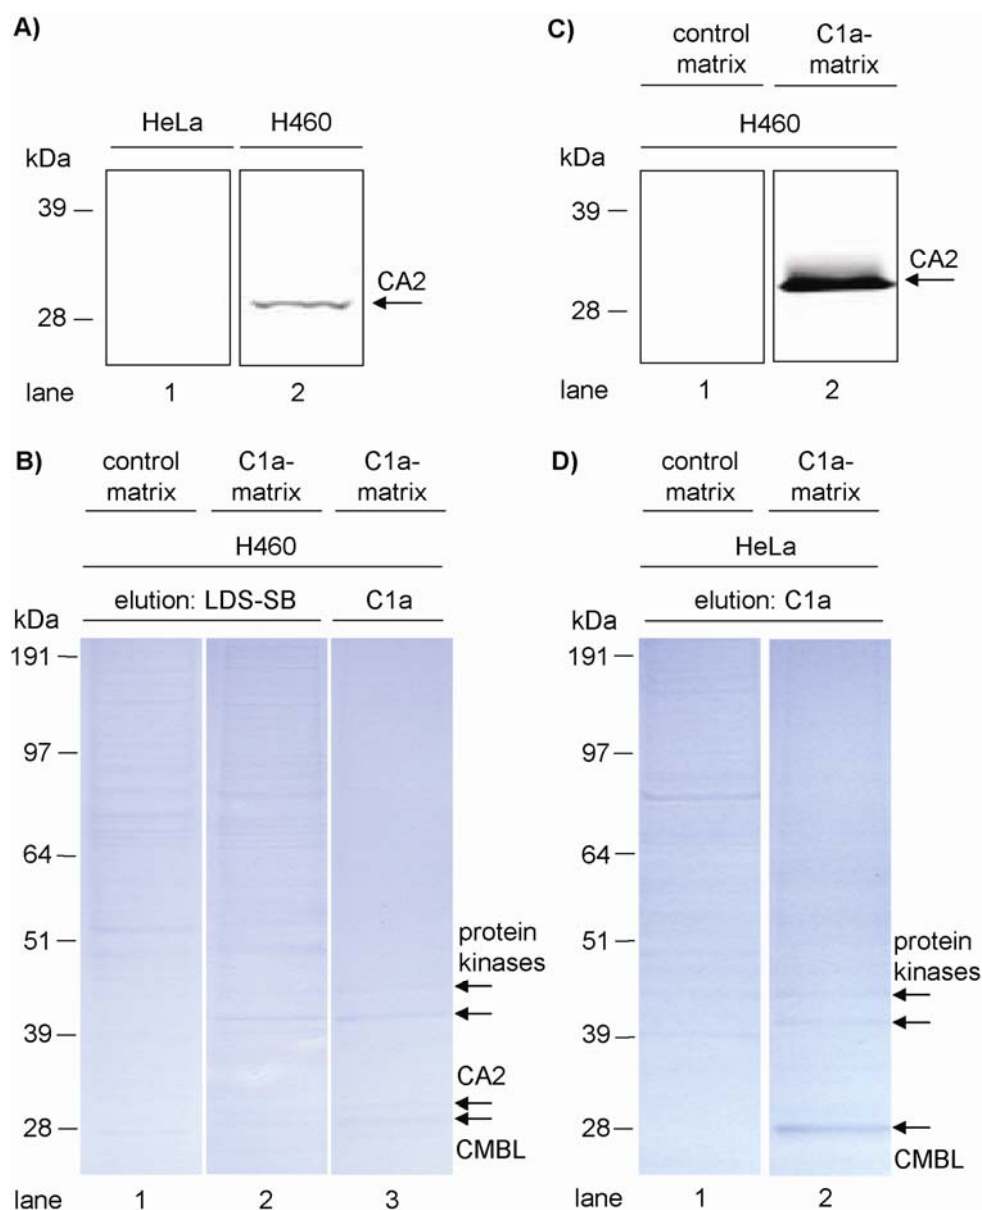 A)
HeLa H460
kDa
39
28
CA2
lane 1 2
C)
control matrix C1a-matrix
H460
kDa
39
28
CA2
lane 1 2
B)
control C1a- C1a-
matrix matrix matrix
H460
elution: LDS-SB C1a
kDa
191
97
64
51
39
28
protein
kinases
CA2
CMBL
lane 1 2 3
D)
control C1a-
matrix matrix
HeLa
elution: C1a
kDa
191
97
64
51
39
28
protein
kinases
CMBL
lane 1 2